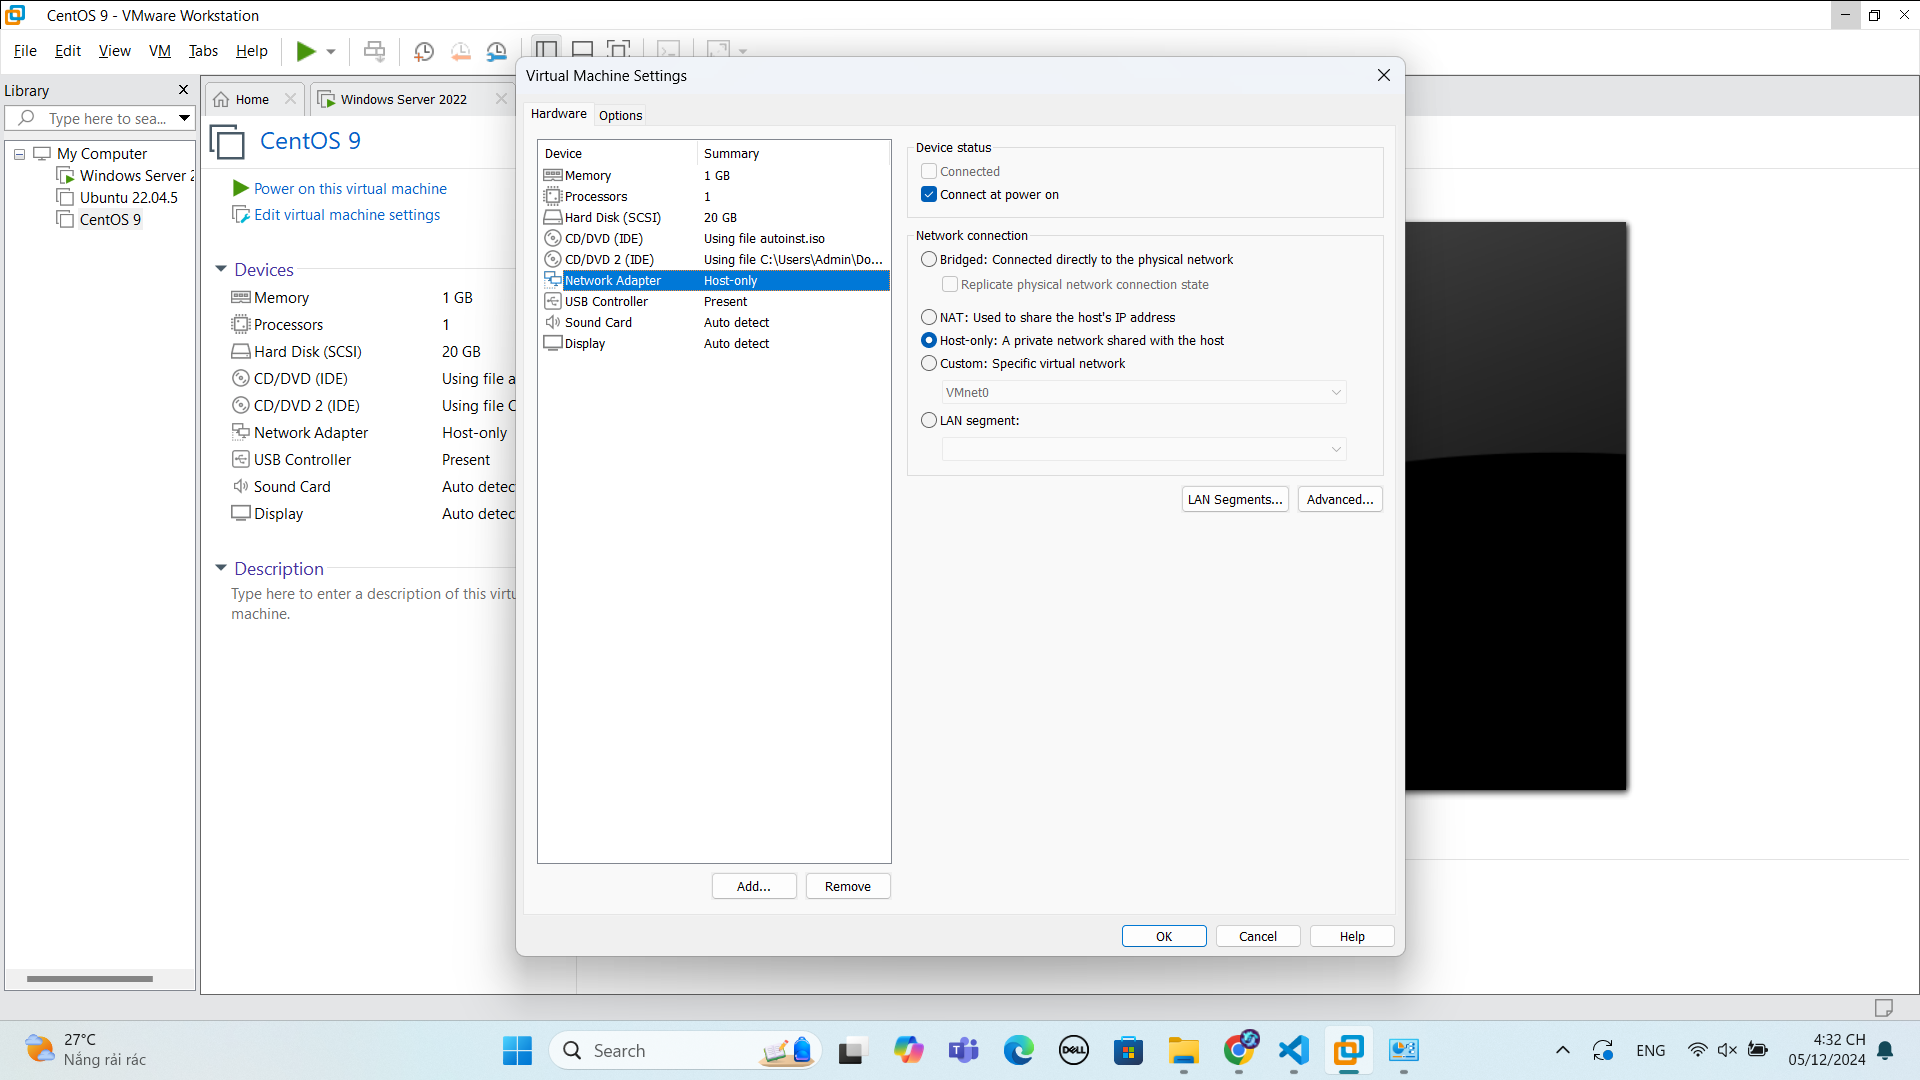 CentOS 9 - VMware Workstation
File Edit View VM Tabs Help
Library
Type here to sea...
My Computer
Windows Server 2
Ubuntu 22.04.5
CentOS 9
Home
Windows Server 2022
CentOS 9
Power on this virtual machine
Edit virtual machine settings
Devices
Memory 1 GB
Processors 1
Hard Disk (SCSI) 20 GB
CD/DVD (IDE) Using file a
CD/DVD 2 (IDE) Using file C
Network Adapter Host-only
USB Controller Present
Sound Card Auto detec
Display Auto detec
Description
Type here to enter a description of this virtu
machine.
Virtual Machine Settings
Hardware Options
Device Summary
Memory 1 GB
Processors 1
Hard Disk (SCSI) 20 GB
CD/DVD (IDE) Using file autoinst.iso
CD/DVD 2 (IDE) Using file C:\Users\Admin\Do...
Network Adapter Host-only
USB Controller Present
Sound Card Auto detect
Display Auto detect
Add... Remove
Device status
Connected
Connect at power on
Network connection
Bridged: Connected directly to the physical network
Replicate physical network connection state
NAT: Used to share the host's IP address
Host-only: A private network shared with the host
Custom: Specific virtual network
VMnet0
LAN segment:
LAN Segments... Advanced...
OK Cancel Help
27°C
Nắng rải rác
Search
DELL
ENG
4:32 CH
05/12/2024